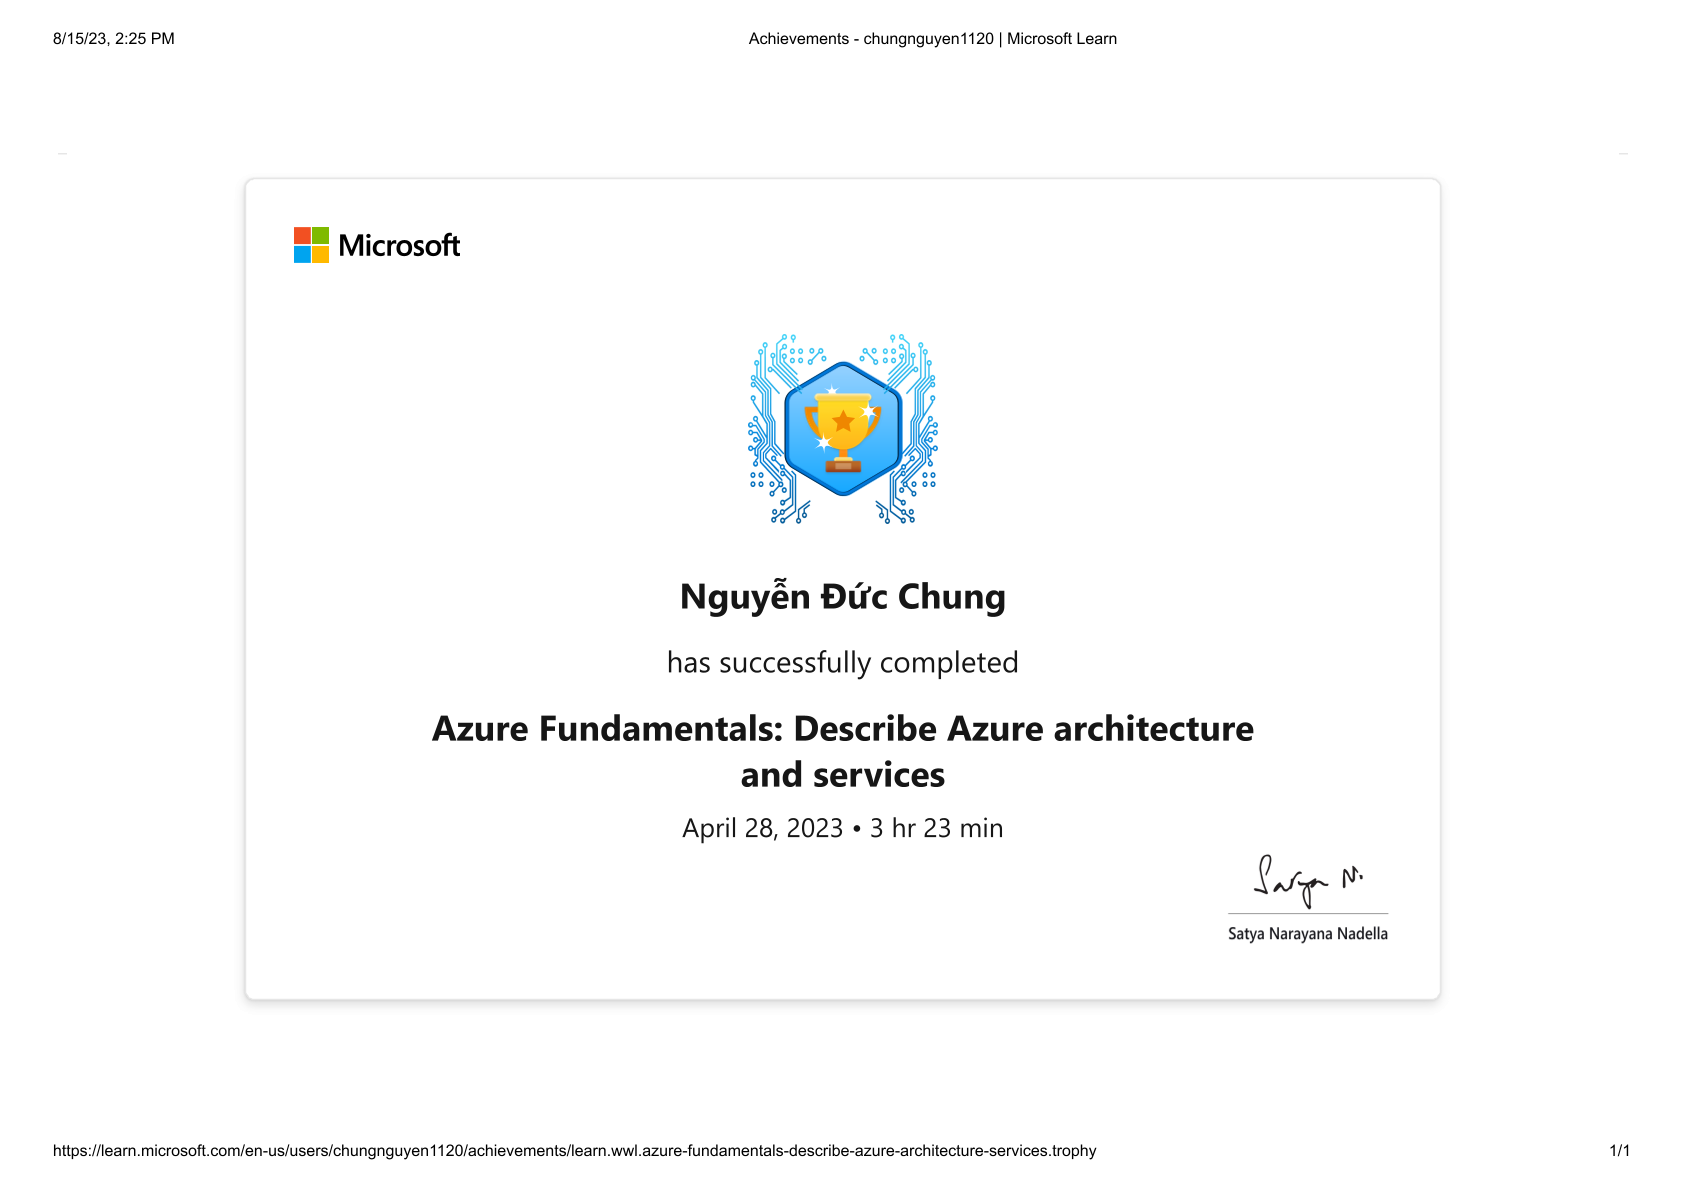 8/15/23, 2:25 PM
Achievements - chungnguyen1120 | Microsoft Learn
Microsoft
Nguyễn Đức Chung
has successfully completed
Azure Fundamentals: Describe Azure architecture
and services
April 28, 2023 • 3 hr 23 min
Satya N.
Satya Narayana Nadella
https://learn.microsoft.com/en-us/users/chungnguyen1120/achievements/learn.wwl.azure-fundamentals-describe-azure-architecture-services.trophy
1/1